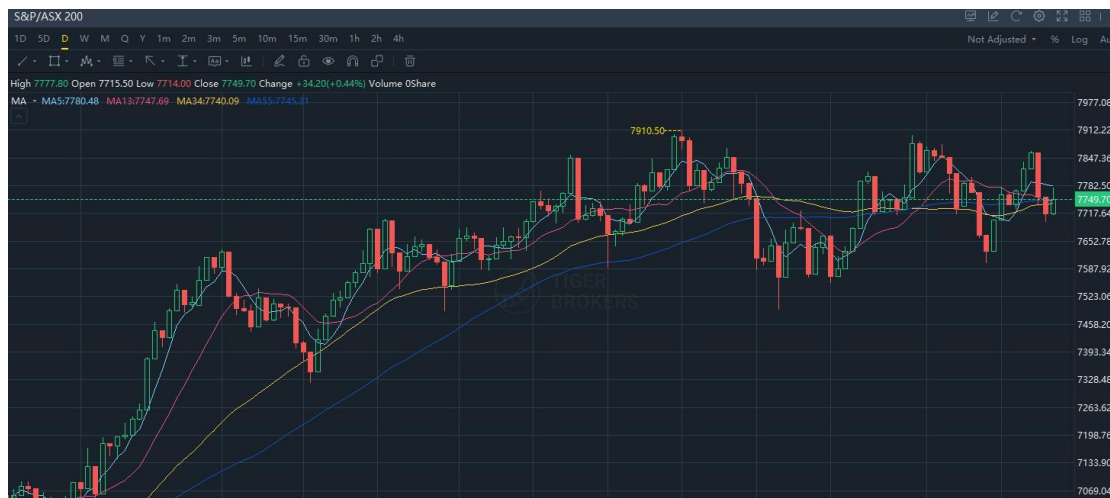 S&P/ASX 200
1D 5D D W M Q Y 1m 2m 3m 5m 10m 15m 30m 1h 2h 4h Not Adjusted % Log Au
High 7777.80 Open 7715.50 Low 7714.00 Close 7749.70 Change +34.20(+0.44%) Volume 0Share
MA MA5:7780.48 MA13:7747.69 MA34:7740.09 MA55:7745.31
7977.08
7910.50
7912.22
7847.36
7782.50
7749.70
7717.64
7652.78
7587.92
TIGER
BROKERS
7523.06
7458.20
7393.34
7328.48
7263.62
7198.76
7133.90
7069.04